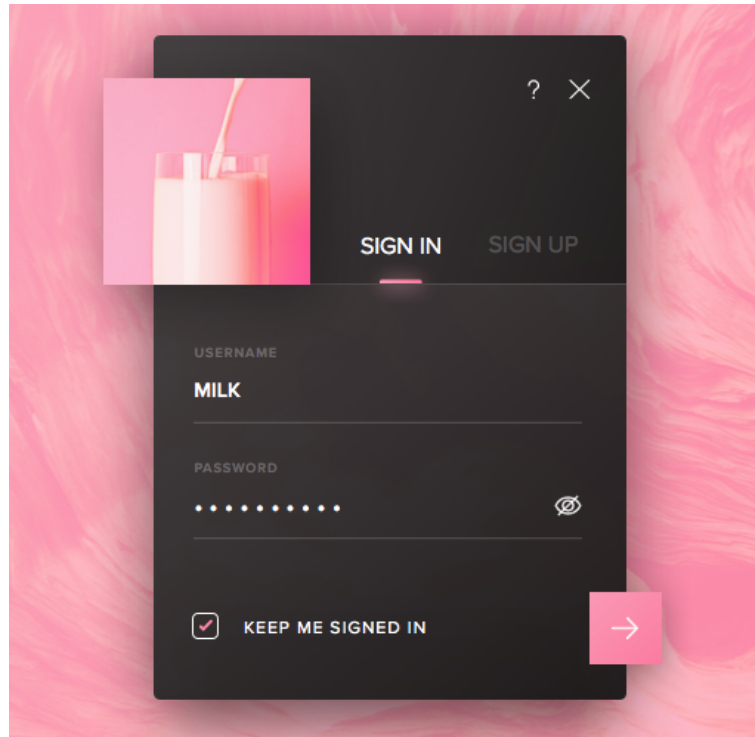 ?
SIGN IN SIGN UP
USERNAME
MILK
PASSWORD
••••••••••
KEEP ME SIGNED IN